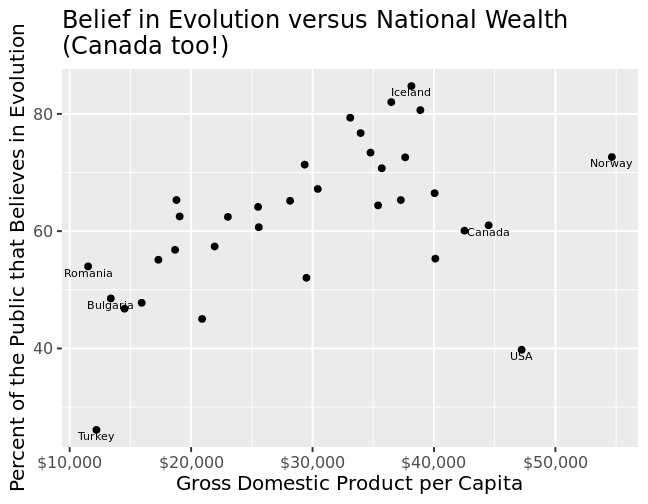 Belief in Evolution versus National Wealth
(Canada too!)
Percent of the Public that Believes in Evolution
80
60
40
Iceland
Norway
Canada
Romania
Bulgaria
USA
Turkey
$10,000 $20,000 $30,000 $40,000 $50,000
Gross Domestic Product per Capita